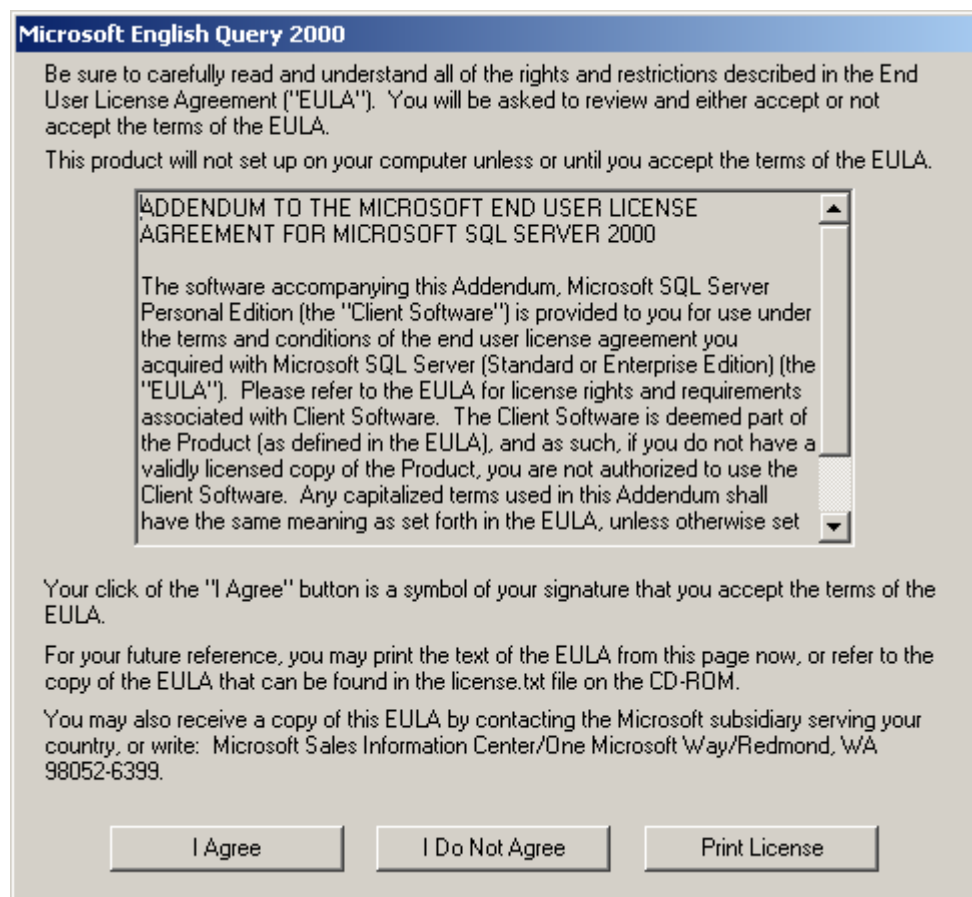 Microsoft English Query 2000
Be sure to carefully read and understand all of the rights and restrictions described in the End
User License Agreement ("EULA").  You will be asked to review and either accept or not
accept the terms of the EULA.
This product will not set up on your computer unless or until you accept the terms of the EULA.
ADDENDUM TO THE MICROSOFT END USER LICENSE
AGREEMENT FOR MICROSOFT SQL SERVER 2000
The software accompanying this Addendum, Microsoft SQL Server
Personal Edition (the "Client Software") is provided to you for use under
the terms and conditions of the end user license agreement you
acquired with Microsoft SQL Server (Standard or Enterprise Edition) (the
"EULA").  Please refer to the EULA for license rights and requirements
associated with Client Software.  The Client Software is deemed part of
the Product (as defined in the EULA), and as such, if you do not have a
validly licensed copy of the Product, you are not authorized to use the
Client Software.  Any capitalized terms used in this Addendum shall
have the same meaning as set forth in the EULA, unless otherwise set
Your click of the "I Agree" button is a symbol of your signature that you accept the terms of the
EULA.
For your future reference, you may print the text of the EULA from this page now, or refer to the
copy of the EULA that can be found in the license.txt file on the CD-ROM.
You may also receive a copy of this EULA by contacting the Microsoft subsidiary serving your
country, or write:  Microsoft Sales Information Center/One Microsoft Way/Redmond, WA
98052-6399.
I Agree
I Do Not Agree
Print License